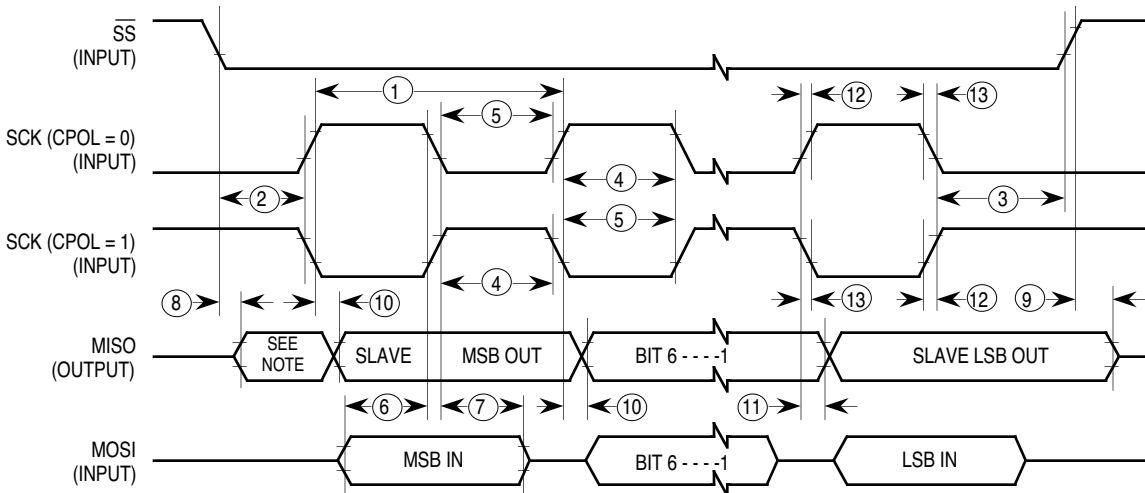 SS
(INPUT)
1
12
13
5
SCK (CPOL = 0)
(INPUT)
4
2
3
5
SCK (CPOL = 1)
(INPUT)
4
8
10
13
12
9
MISO
(OUTPUT)
SEE
NOTE
SLAVE
MSB OUT
BIT 6 - - - -1
SLAVE LSB OUT
6
7
10
11
MOSI
(INPUT)
MSB IN
BIT 6 - - - -1
LSB IN